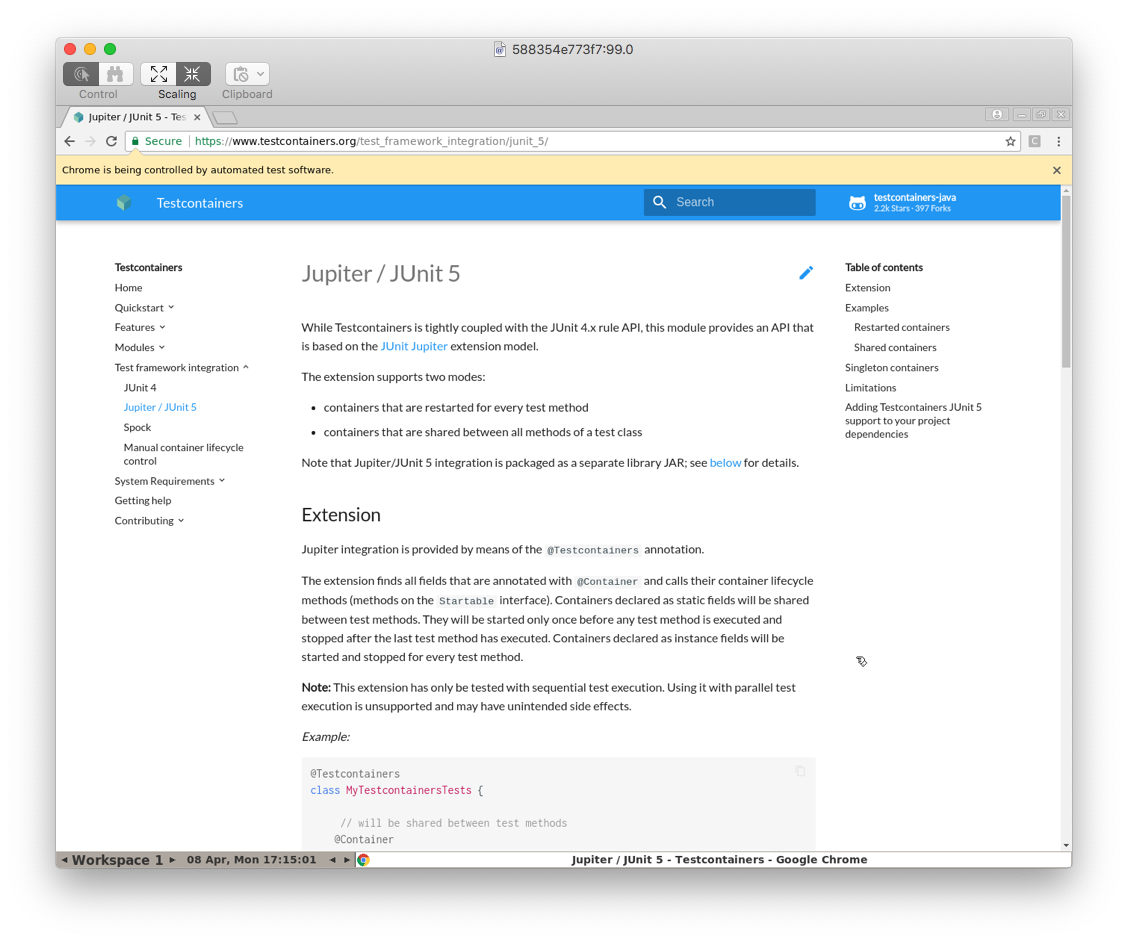 588354e773f7:99.0
Control
Scaling
Clipboard
Jupiter / JUnit 5 - Tes
Secure
https://www.testcontainers.org/test_framework_integration/junit_5/
C
Chrome is being controlled by automated test software.
Testcontainers
Search
testcontainers-java
2.2k Stars · 397 Forks
Testcontainers
Home
Quickstart
Features
Modules
Test framework integration
JUnit 4
Jupiter / JUnit 5
Spock
Manual container lifecycle
control
System Requirements
Getting help
Contributing
Jupiter / JUnit 5
While Testcontainers is tightly coupled with the JUnit 4.x rule API, this module provides an API that
is based on the JUnit Jupiter extension model.
The extension supports two modes:
• containers that are restarted for every test method
• containers that are shared between all methods of a test class
Note that Jupiter/JUnit 5 integration is packaged as a separate library JAR; see below for details.
Extension
Jupiter integration is provided by means of the @Testcontainers annotation.
The extension finds all fields that are annotated with @Container and calls their container lifecycle
methods (methods on the Startable interface). Containers declared as static fields will be shared
between test methods. They will be started only once before any test method is executed and
stopped after the last test method has executed. Containers declared as instance fields will be
started and stopped for every test method.
Note: This extension has only be tested with sequential test execution. Using it with parallel test
execution is unsupported and may have unintended side effects.
Example:
@Testcontainers
class MyTestcontainersTests {
// will be shared between test methods
@Container
Table of contents
Extension
Examples
Restarted containers
Shared containers
Singleton containers
Limitations
Adding Testcontainers JUnit 5
support to your project
dependencies
Workspace 1
08 Apr, Mon 17:15:01
Jupiter / JUnit 5 - Testcontainers - Google Chrome